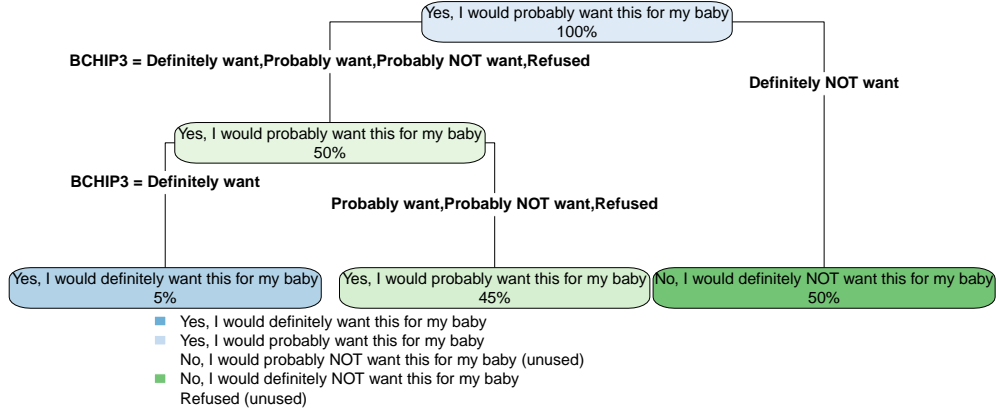 Yes, I would probably want this for my baby
100%
BCHIP3 = Definitely want,Probably want,Probably NOT want,Refused
Definitely NOT want
Yes, I would probably want this for my baby
50%
BCHIP3 = Definitely want
Probably want,Probably NOT want,Refused
Yes, I would definitely want this for my baby
5%
Yes, I would probably want this for my baby
45%
No, I would definitely NOT want this for my baby
50%
Yes, I would definitely want this for my baby
Yes, I would probably want this for my baby
No, I would probably NOT want this for my baby (unused)
No, I would definitely NOT want this for my baby
Refused (unused)